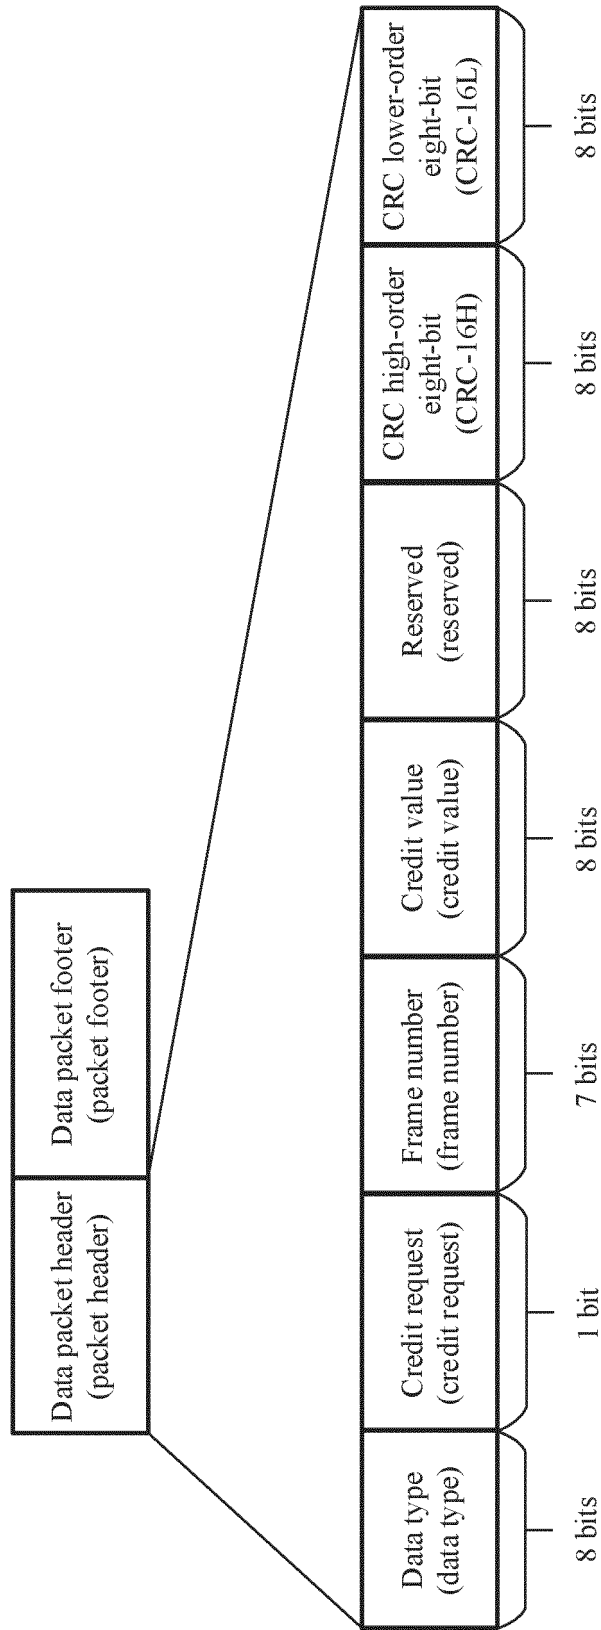 Data packet header
(packet header)
Data packet footer
(packet footer)
Data type
(data type)
Credit request
(credit request)
Frame number
(frame number)
Credit value
(credit value)
Reserved
(reserved)
CRC high-order
eight-bit
(CRC-16H)
CRC lower-order
eight-bit
(CRC-16L)
8 bits
1 bit
7 bits
8 bits
8 bits
8 bits
8 bits